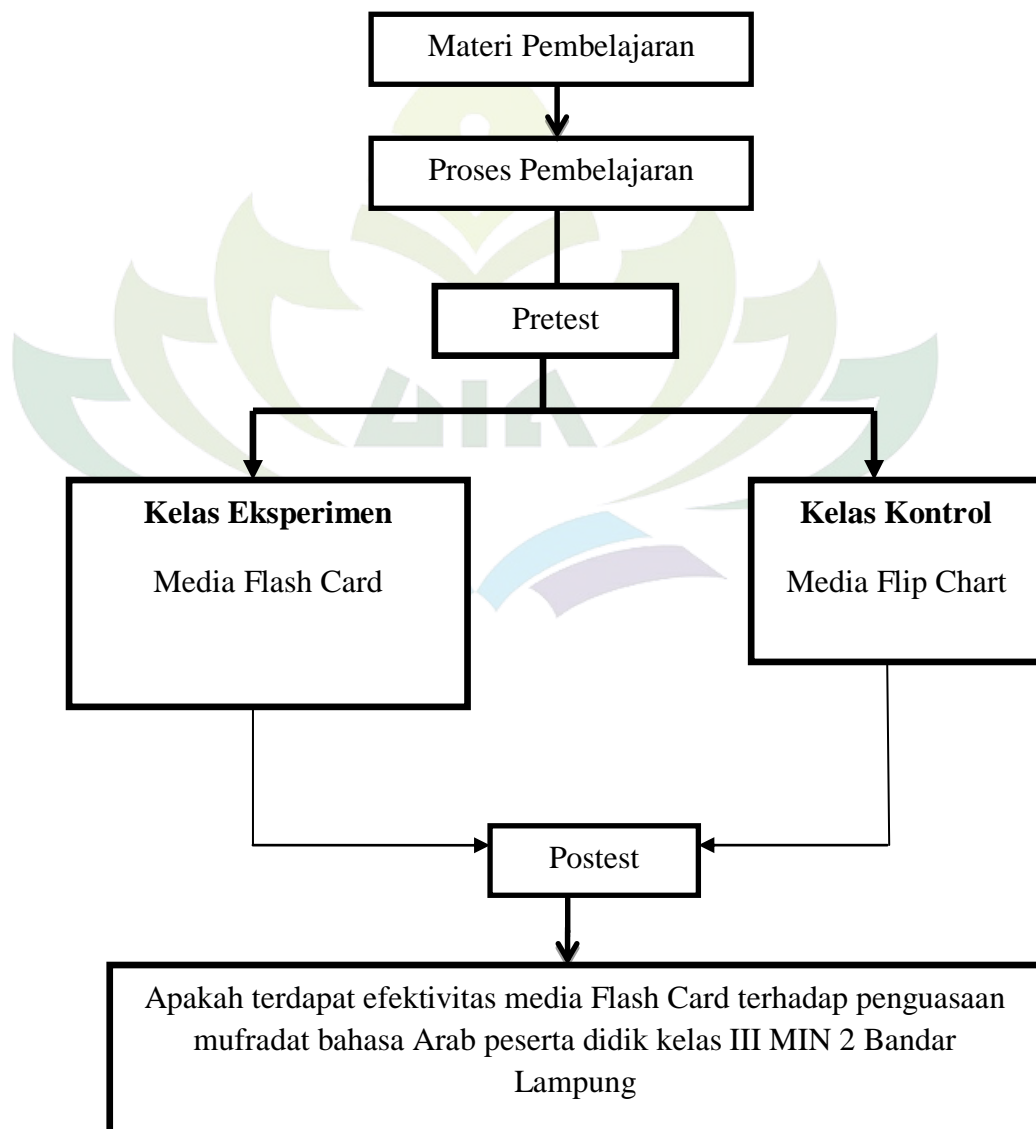 Materi Pembelajaran
Proses Pembelajaran
Pretest
Kelas Eksperimen
Media Flash Card
Kelas Kontrol
Media Flip Chart
Postest
Apakah terdapat efektivitas media Flash Card terhadap penguasaan
mufradat bahasa Arab peserta didik kelas III MIN 2 Bandar
Lampung